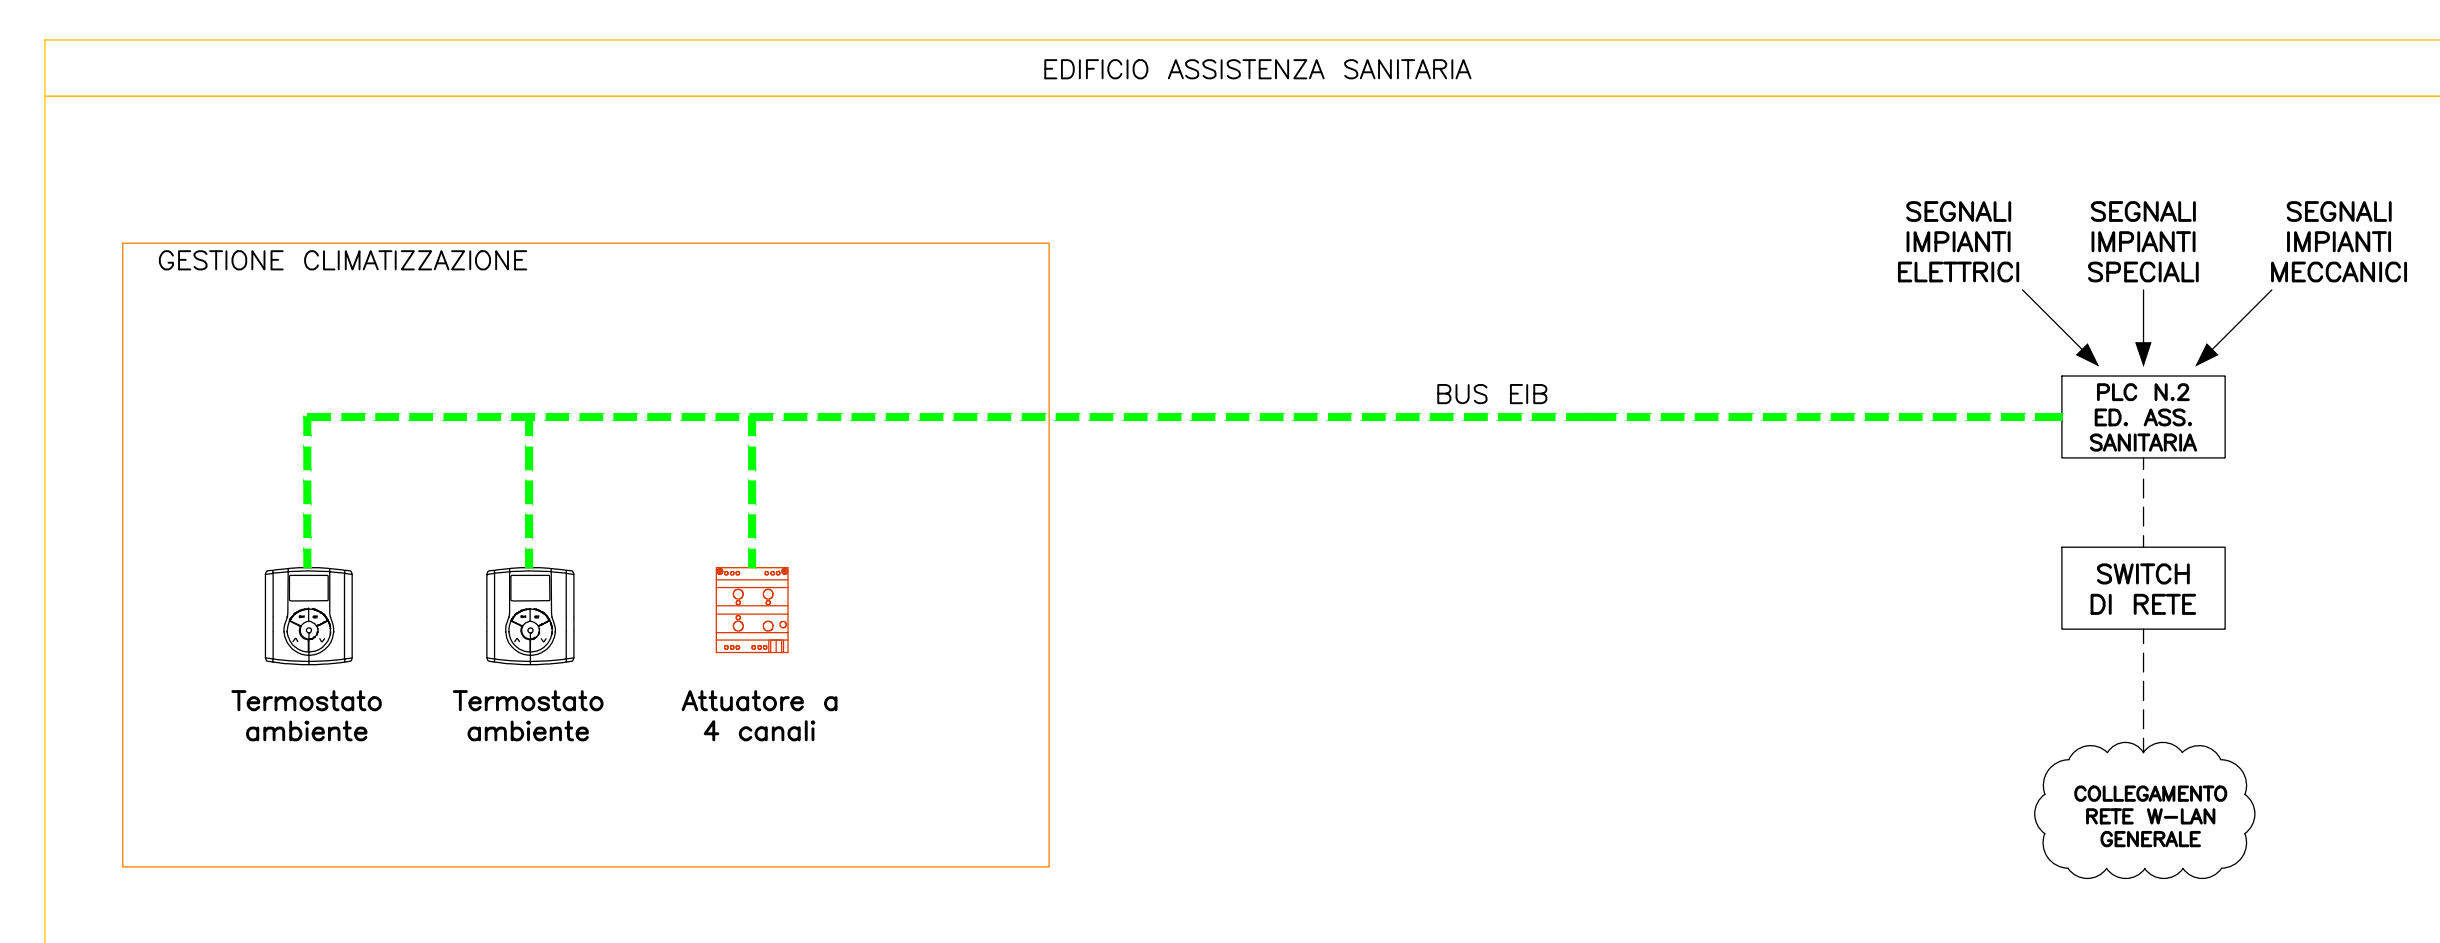 EDIFICIO ASSISTENZA SANITARIA
GESTIONE CLIMATIZZAZIONE
SEGNALI
IMPIANTI
ELETTRICI
SEGNALI
IMPIANTI
SPECIALI
SEGNALI
IMPIANTI
MECCANICI
BUS EIB
PLC N.2
ED. ASS.
SANITARIA
SWITCH
DI RETE
Termostato
ambiente
Termostato
ambiente
Attuatore a
4 canali
COLLEGAMENTO
RETE W-LAN
GENERALE